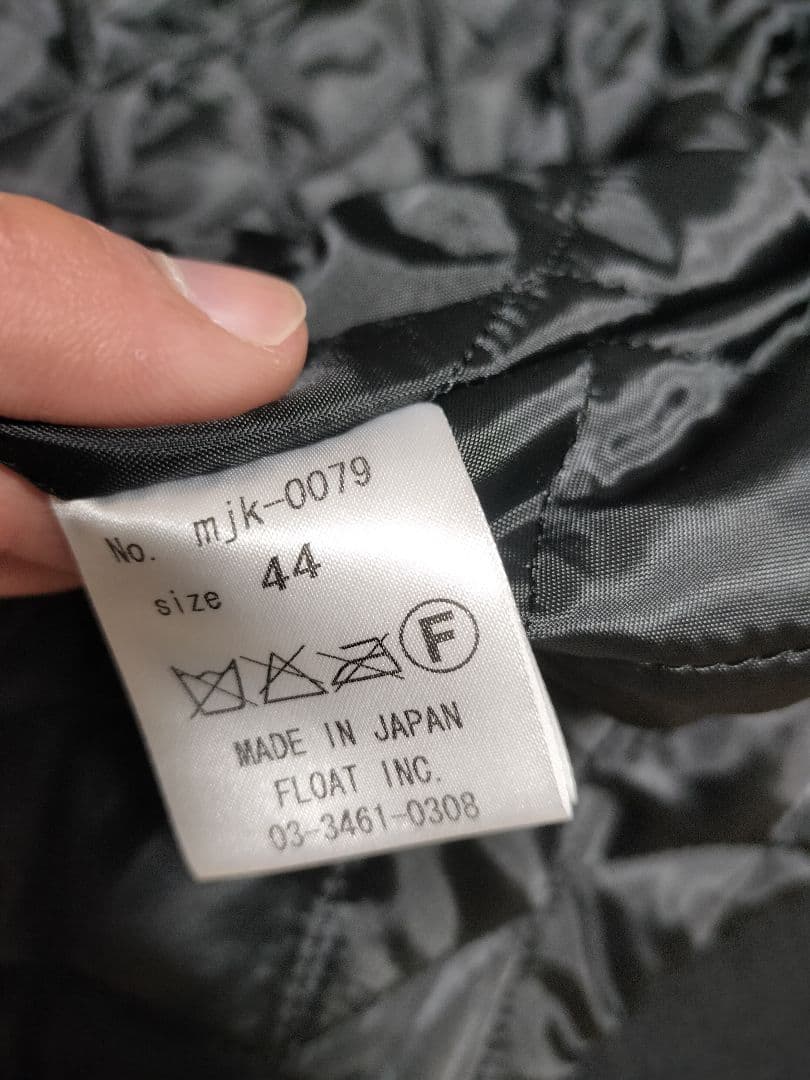 No. mjk-0079
size 44
F
MADE IN JAPAN
FLOAT INC.
03-3461-0308